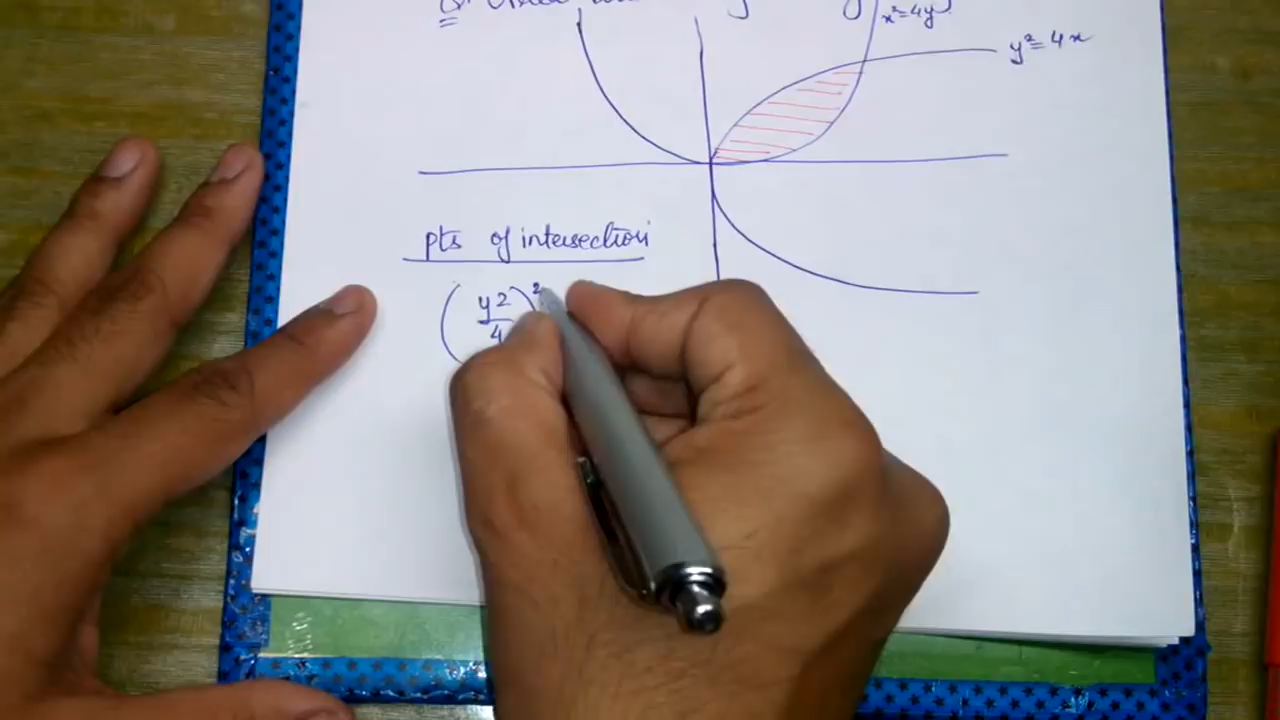 Q:
x²=4y
y²=4x
pts of intersection
(y2/4)²